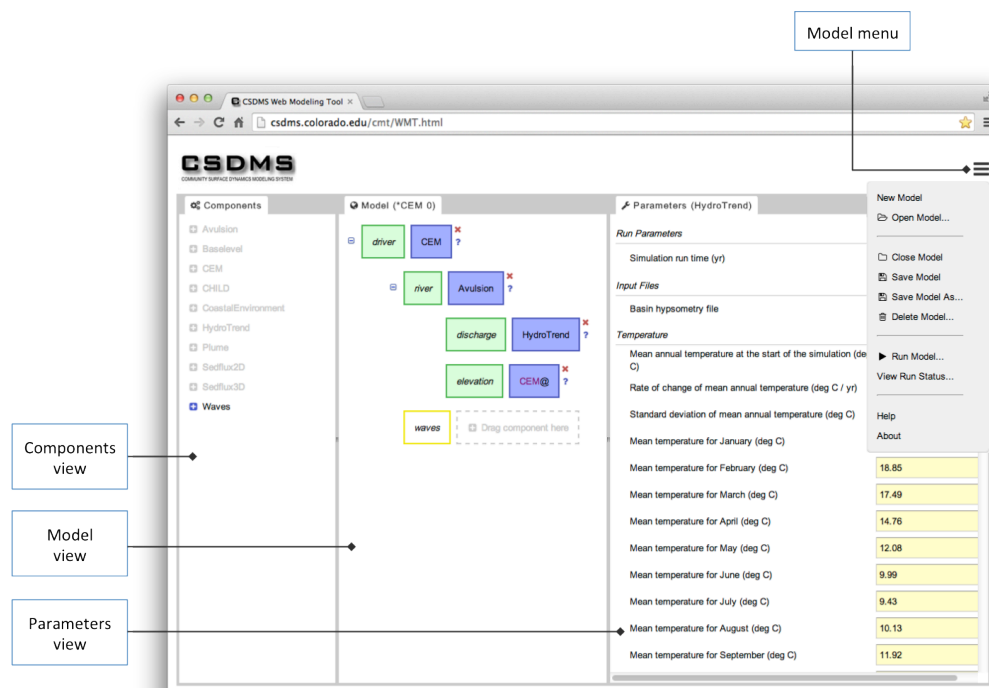 Model menu
CSDMS Web Modeling Tool ×
csdms.colorado.edu/cmt/WMT.html
CSDMS
COMMUNITY SURFACE DYNAMICS MODELING SYSTEM
Components
Model (*CEM 0)
Parameters (HydroTrend)
Avulsion
Baselevel
CEM
CHILD
CoastalEnvironment
HydroTrend
Plume
Sedflux2D
Sedflux3D
Waves
driver CEM ?
river Avulsion ?
discharge HydroTrend ?
elevation CEM@ ?
waves Drag component here
Run Parameters
Simulation run time (yr)
Input Files
Basin hypsometry file
Temperature
Mean annual temperature at the start of the simulation (de
C)
Rate of change of mean annual temperature (deg C / yr)
Standard deviation of mean annual temperature (deg C)
Mean temperature for January (deg C)
Mean temperature for February (deg C) 18.85
Mean temperature for March (deg C) 17.49
Mean temperature for April (deg C) 14.76
Mean temperature for May (deg C) 12.08
Mean temperature for June (deg C) 9.99
Mean temperature for July (deg C) 9.43
Mean temperature for August (deg C) 10.13
Mean temperature for September (deg C) 11.92
New Model
Open Model...
Close Model
Save Model
Save Model As...
Delete Model...
Run Model...
View Run Status...
Help
About
Components
view
Model
view
Parameters
view